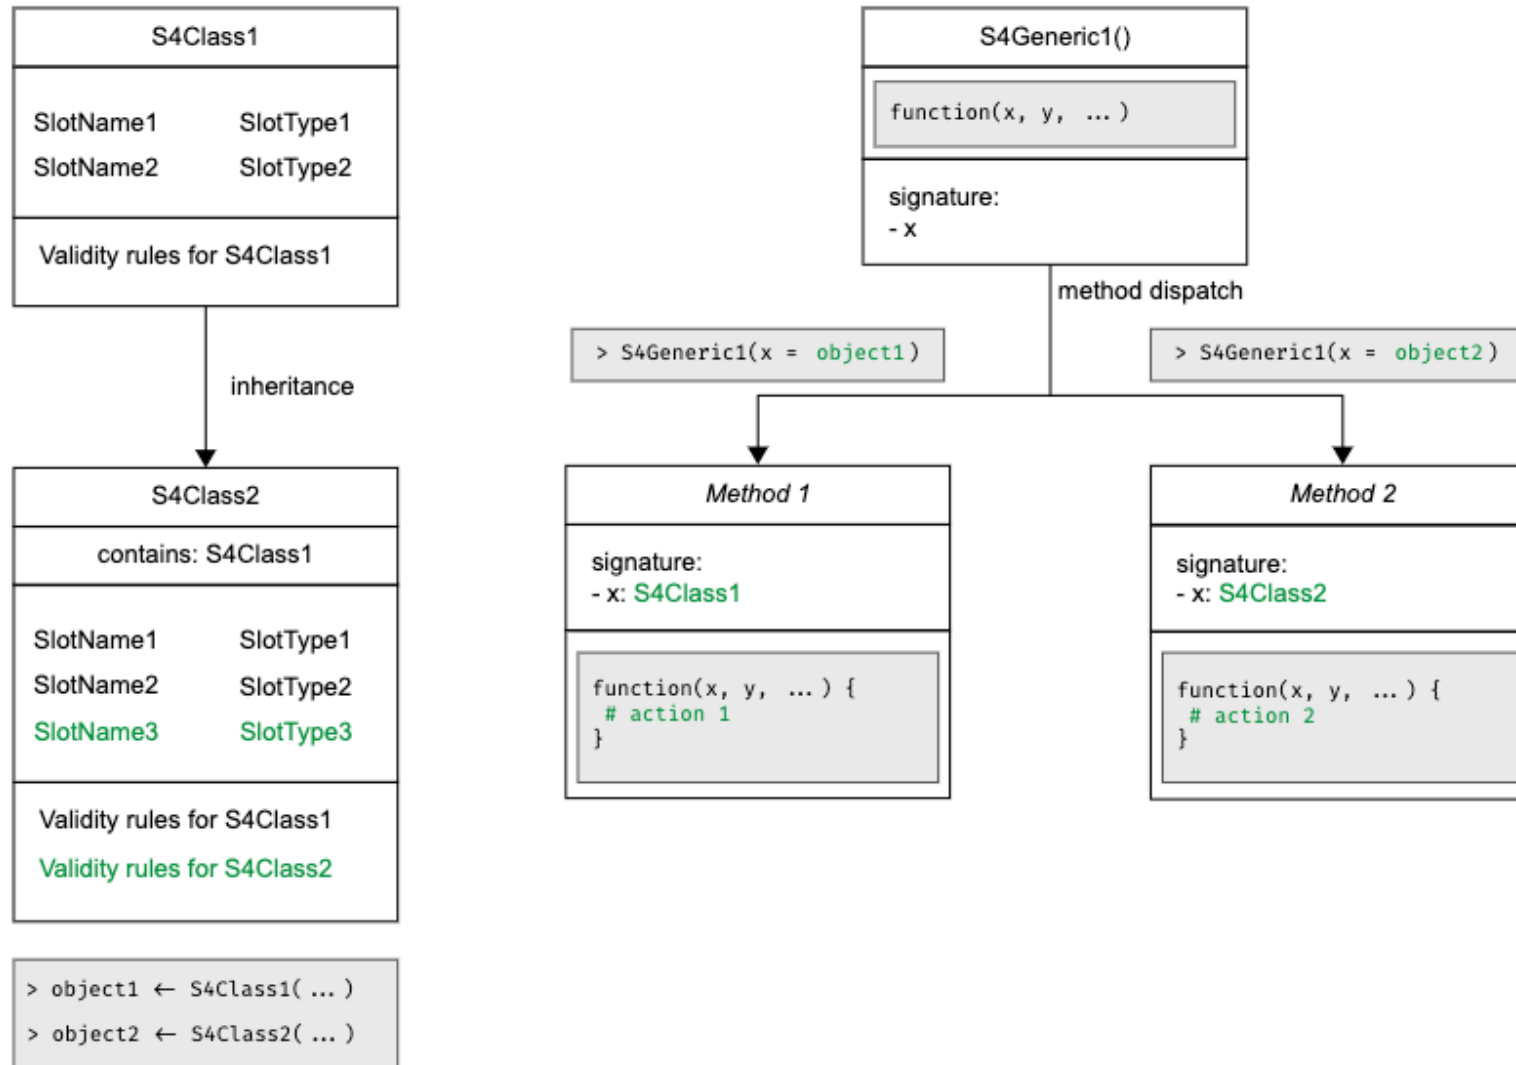 S4Class1
SlotName1 SlotType1
SlotName2 SlotType2
Validity rules for S4Class1
inheritance
S4Class2
contains: S4Class1
SlotName1 SlotType1
SlotName2 SlotType2
SlotName3 SlotType3
Validity rules for S4Class1
Validity rules for S4Class2
> object1 ← S4Class1( ... )
> object2 ← S4Class2( ... )
S4Generic1()
function(x, y, ... )
signature:
- x
method dispatch
> S4Generic1(x = object1)
> S4Generic1(x = object2)
Method 1
signature:
- x: S4Class1
function(x, y, ... ) {
# action 1
}
Method 2
signature:
- x: S4Class2
function(x, y, ... ) {
# action 2
}